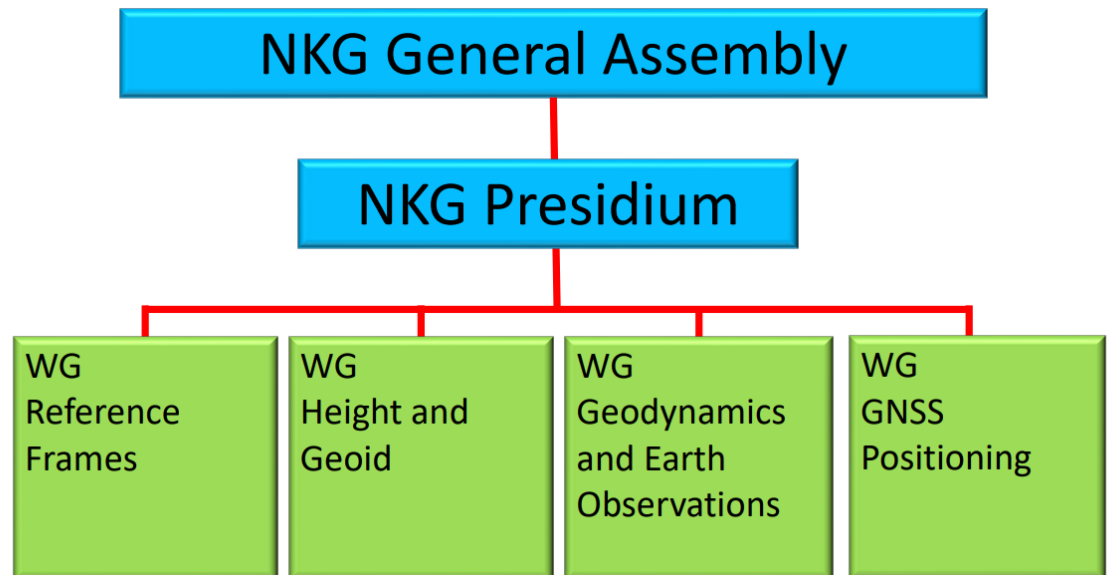 NKG General Assembly
NKG Presidium
WG
Reference
Frames
WG
Height and
Geoid
WG
Geodynamics
and Earth
Observations
WG
GNSS
Positioning